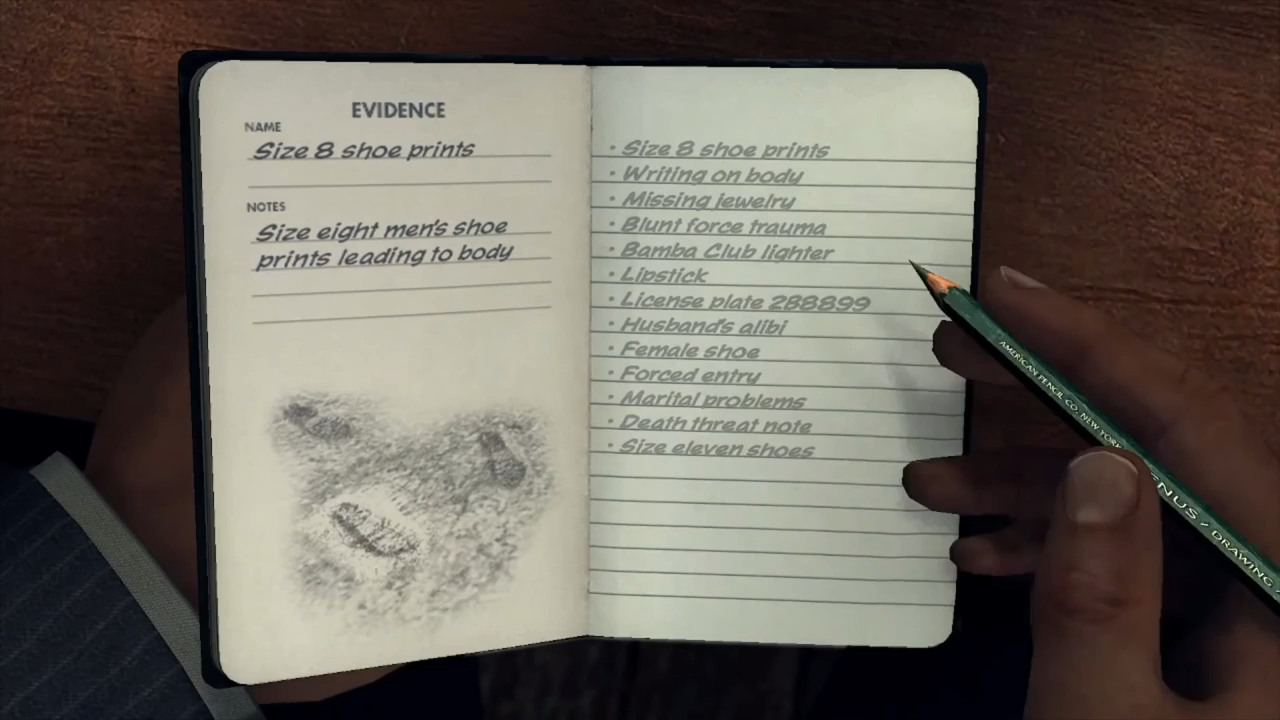 EVIDENCE
NAME
Size 8 shoe prints
NOTES
Size eight men's shoe
prints leading to body
• Size 8 shoe prints
• Writing on body
• Missing jewelry
• Blunt force trauma
• Bamba Club lighter
• Lipstick
• License plate 288899
• Husband's alibi
• Female shoe
• Forced entry
• Marital problems
• Death threat note
• Size eleven shoes
AMERICAN PENCIL CO. NEW YORK
ENUS / DRAWING